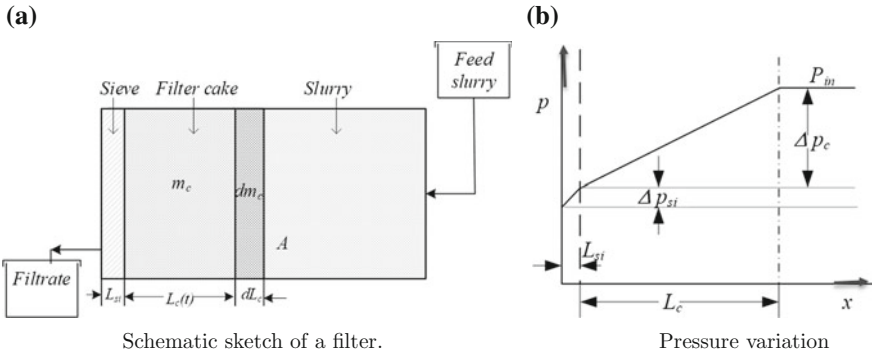 (a)
Sieve Filter cake Slurry
Feed
slurry
m_c
dm_c
A
Filtrate
L_si L_c(t) dL_c
Schematic sketch of a filter.
(b)
p
P_in
Δp_c
Δp_si
L_si
L_c
x
Pressure variation